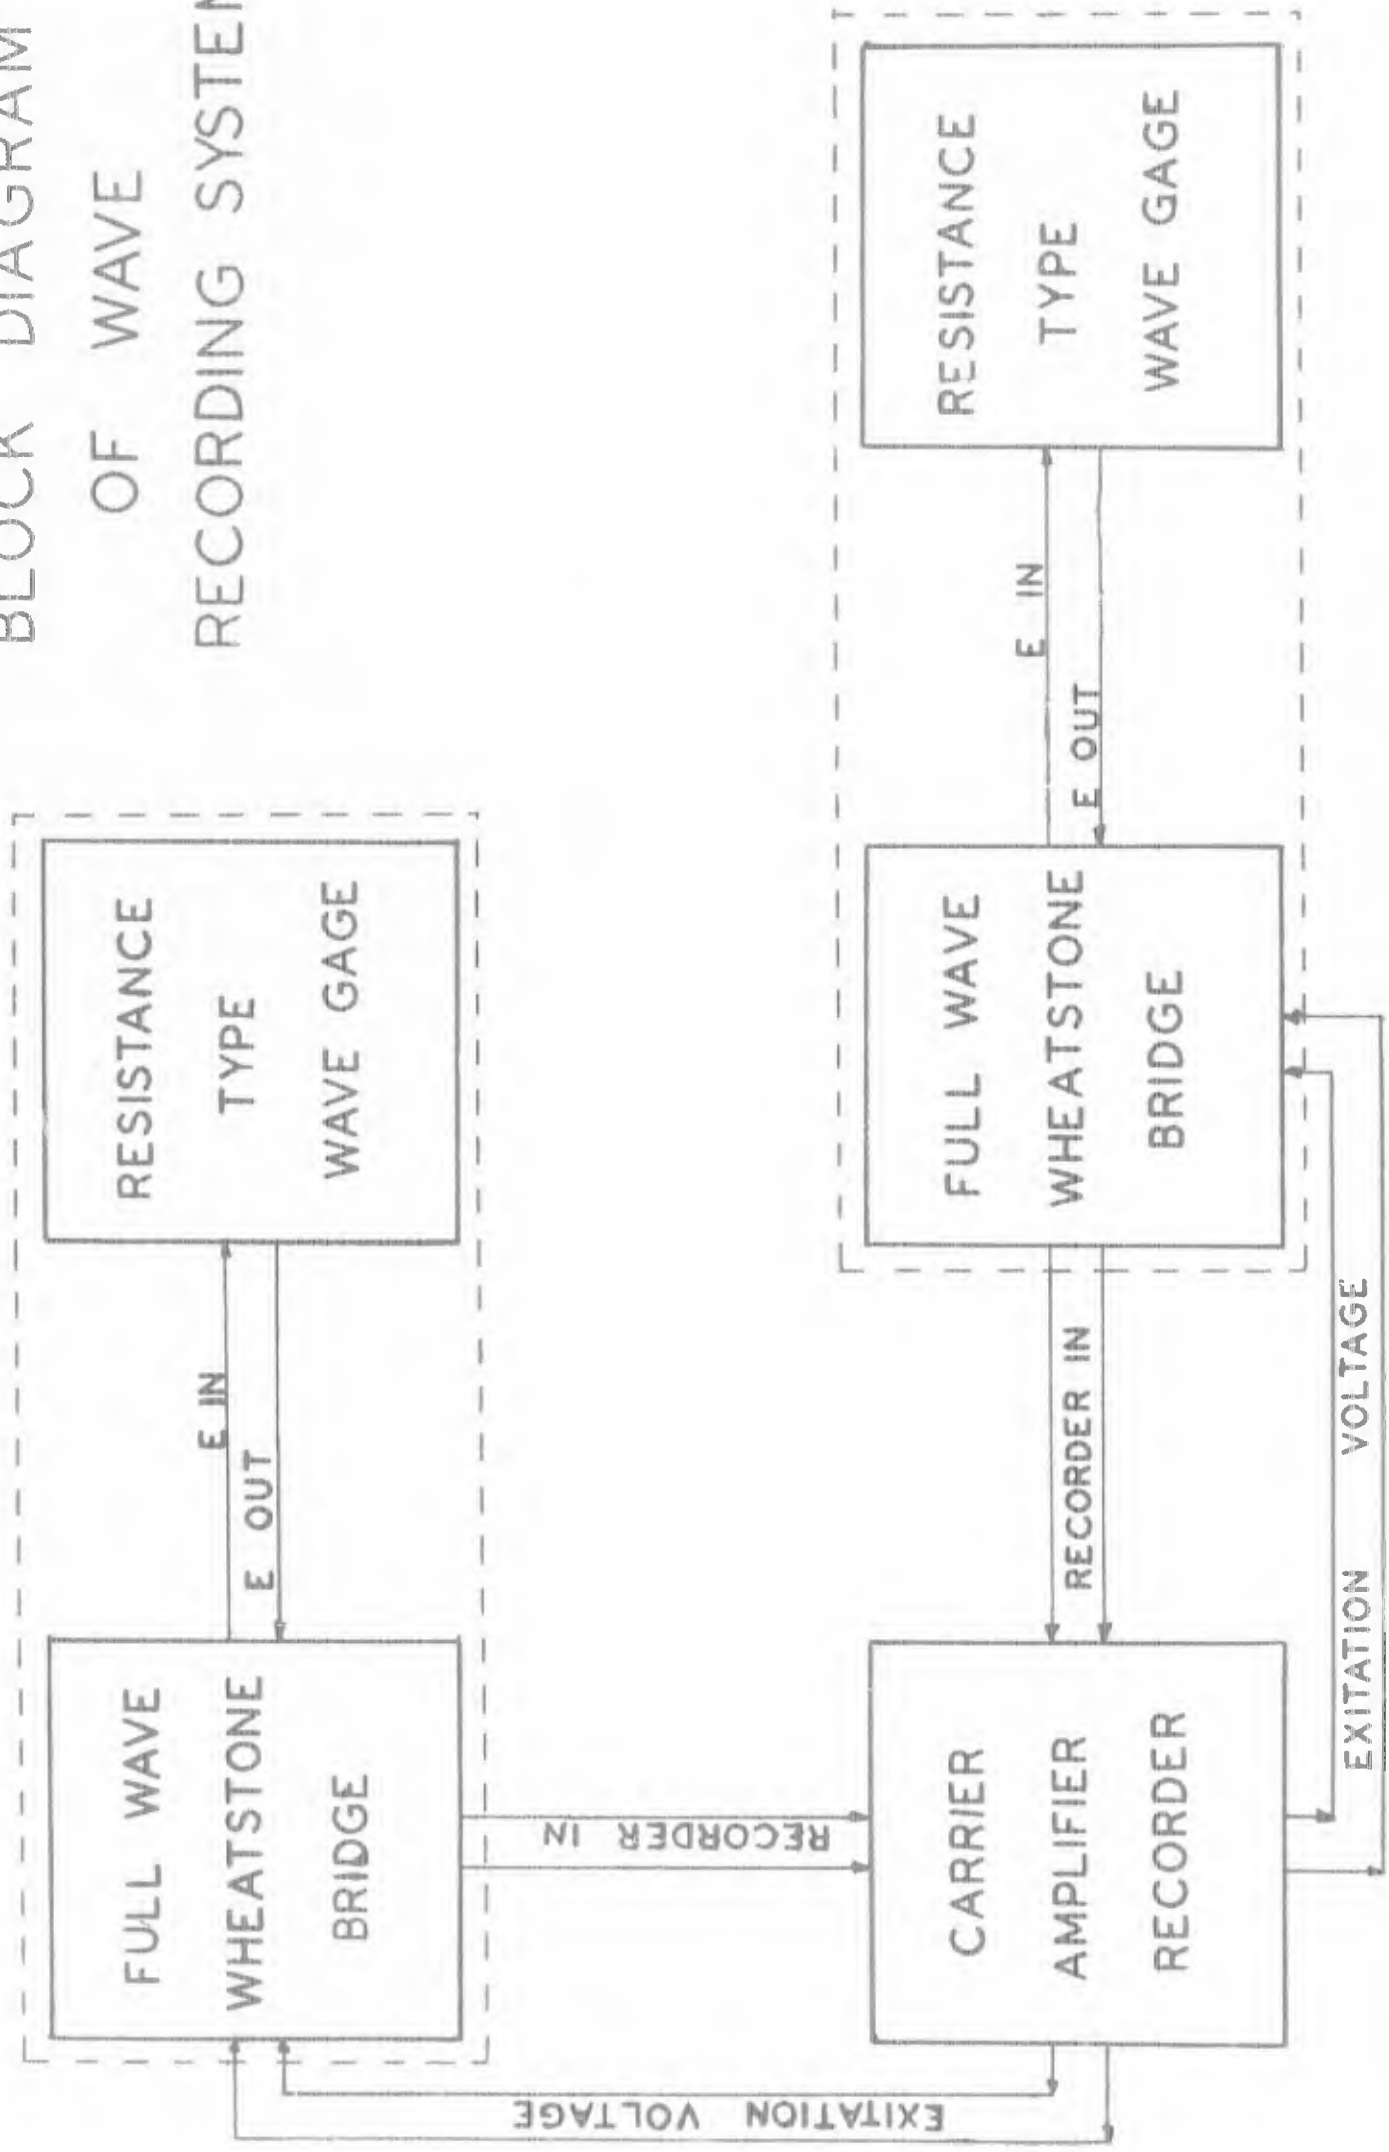 BLOCK DIAGRAM
OF WAVE
RECORDING SYSTEM
FULL WAVE
WHEATSTONE
BRIDGE
E IN
E OUT
RESISTANCE
TYPE
WAVE GAGE
EXITATION VOLTAGE
RECORDER IN
CARRIER
AMPLIFIER
RECORDER
RECORDER IN
EXITATION VOLTAGE
FULL WAVE
WHEATSTONE
BRIDGE
E IN
E OUT
RESISTANCE
TYPE
WAVE GAGE